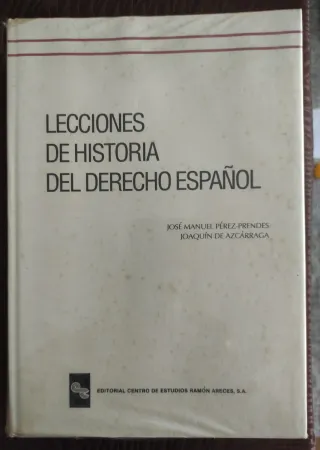 LECCIONES
DE HISTORIA
DEL DERECHO ESPAÑOL
JOSÉ MANUEL PÉREZ-PRENDES
JOAQUÍN DE AZCÁRRAGA
EDITORIAL CENTRO DE ESTUDIOS RAMÓN ARECES, S.A.